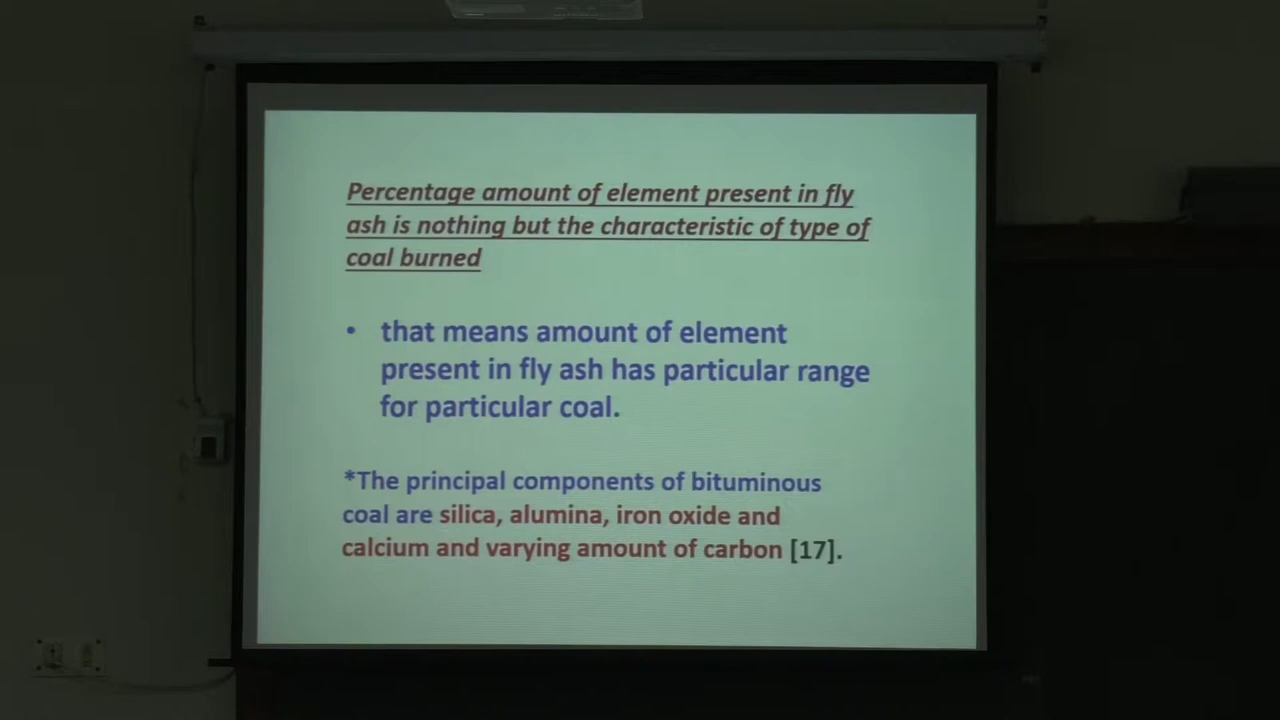 Percentage amount of element present in fly
ash is nothing but the characteristic of type of
coal burned
• that means amount of element
present in fly ash has particular range
for particular coal.
*The principal components of bituminous
coal are silica, alumina, iron oxide and
calcium and varying amount of carbon [17].